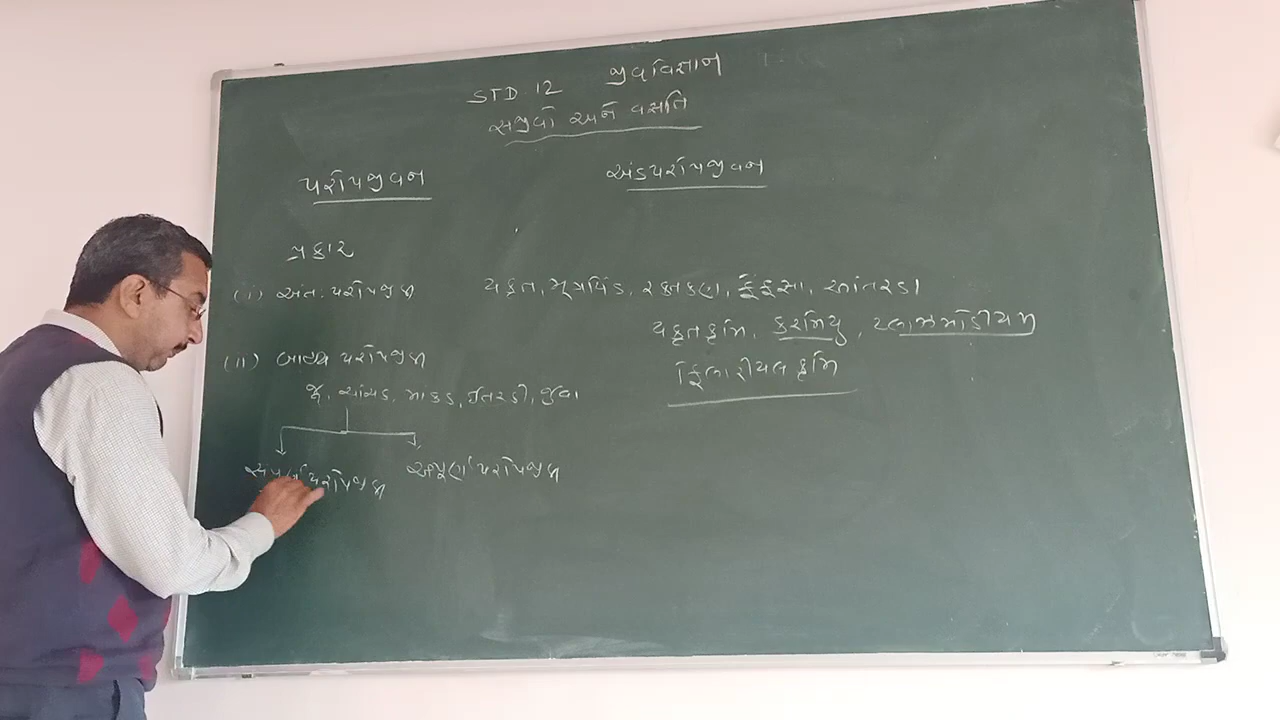 STD. 12 જીવવિજ્ઞાન
સજીવો અને વસતિ
પરોપજીવન
અંડપરોપજીવન
પ્રકાર
(i) અંત: પરોપજીવી
યકૃત, મૂત્રપિંડ, રક્તકણ, ફેફસા, આંતરડા
યકૃતકૃમિ, કરમિયુ, પ્લાઝમોડીયમ
ફિલારીયલ કૃમિ
(ii) બાહ્ય પરોપજીવી
જૂ, ચાંચડ, માંકડ, ઈતરડી, જુવા
સંપૂર્ણ પરોપજીવી
અપૂર્ણ પરોપજીવી